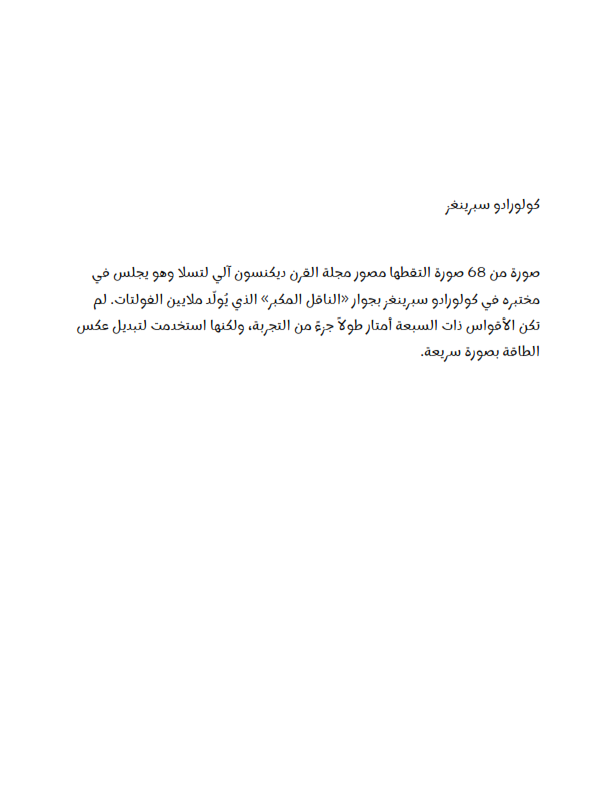 كولورادو سبرينغز
صورة من 68 صورة التقطها مصور مجلة القرن ديكنسون آلي لتسلا وهو يجلس في
مختبره في كولورادو سبرينغز بجوار «الناقل المكبر» الذي يُولّد ملايين الفولتات. لم
تكن الأقواس ذات السبعة أمتار طولاً جزءً من التجربة، ولكنها استخدمت لتبديل عكس
الطاقة بصورة سريعة.